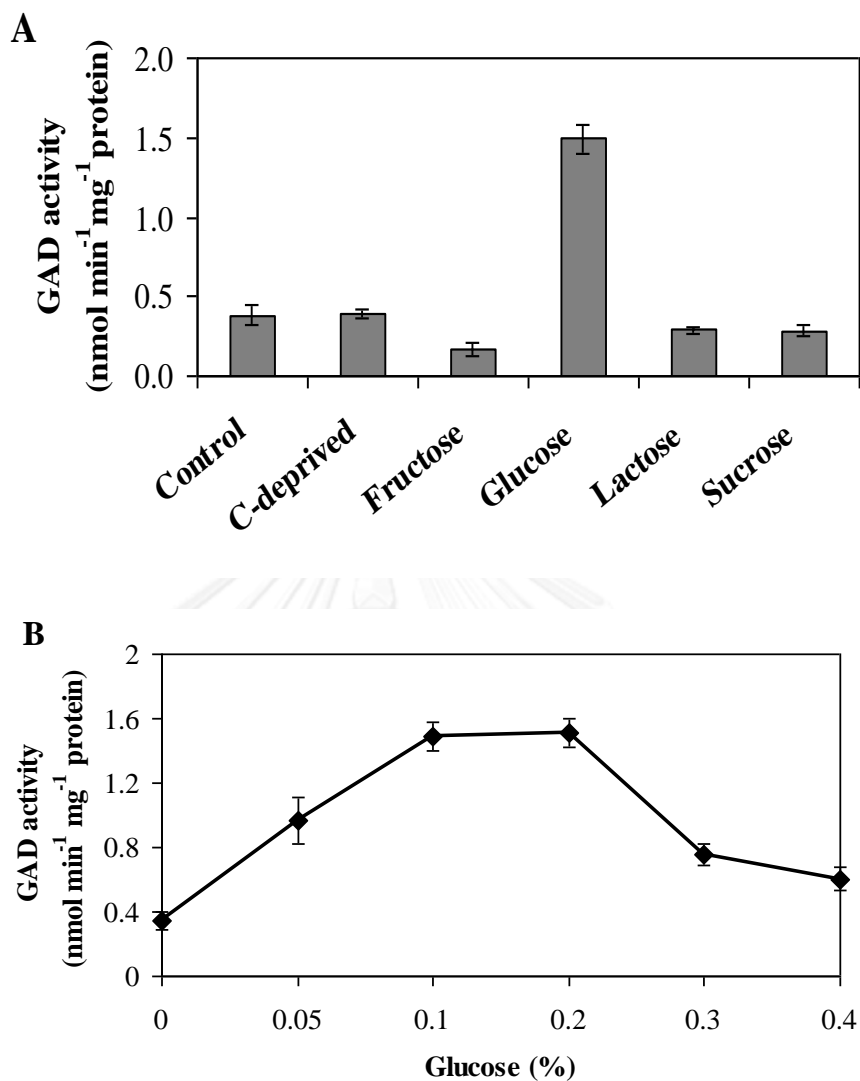 A
GAD activity
(nmol min⁻¹ mg⁻¹ protein)
2.0
1.5
1.0
0.5
0.0
Control
C-deprived
Fructose
Glucose
Lactose
Sucrose
B
GAD activity
(nmol min⁻¹ mg⁻¹ protein)
2
1.6
1.2
0.8
0.4
0
0 0.05 0.1 0.2 0.3 0.4
Glucose (%)